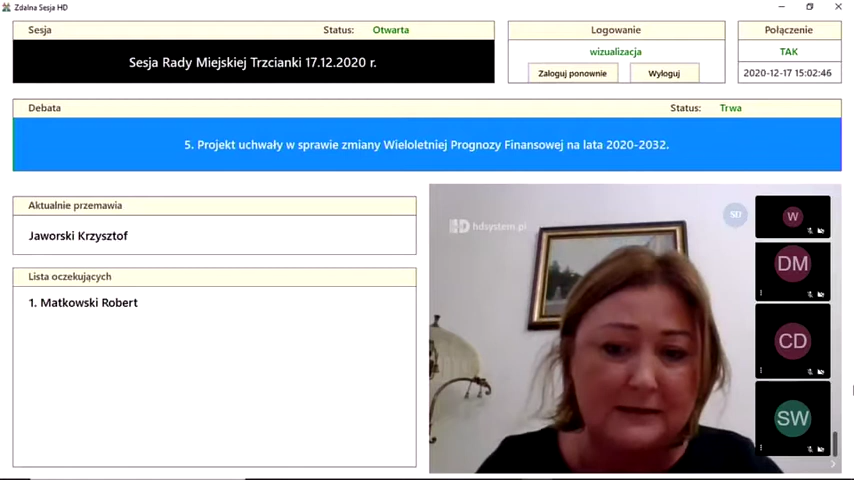 Zdalna Sesja HD
Sesja
Status: Otwarta
Sesja Rady Miejskiej Trzcianki 17.12.2020 r.
Logowanie
wizualizacja
Zaloguj ponownie
Wyloguj
Połączenie
TAK
2020-12-17 15:02:46
Debata
Status: Trwa
5. Projekt uchwały w sprawie zmiany Wieloletniej Prognozy Finansowej na lata 2020-2032.
Aktualnie przemawia
Jaworski Krzysztof
Lista oczekujących
1. Matkowski Robert
HD hdsystem.pl
SD
W
DM
CD
SW